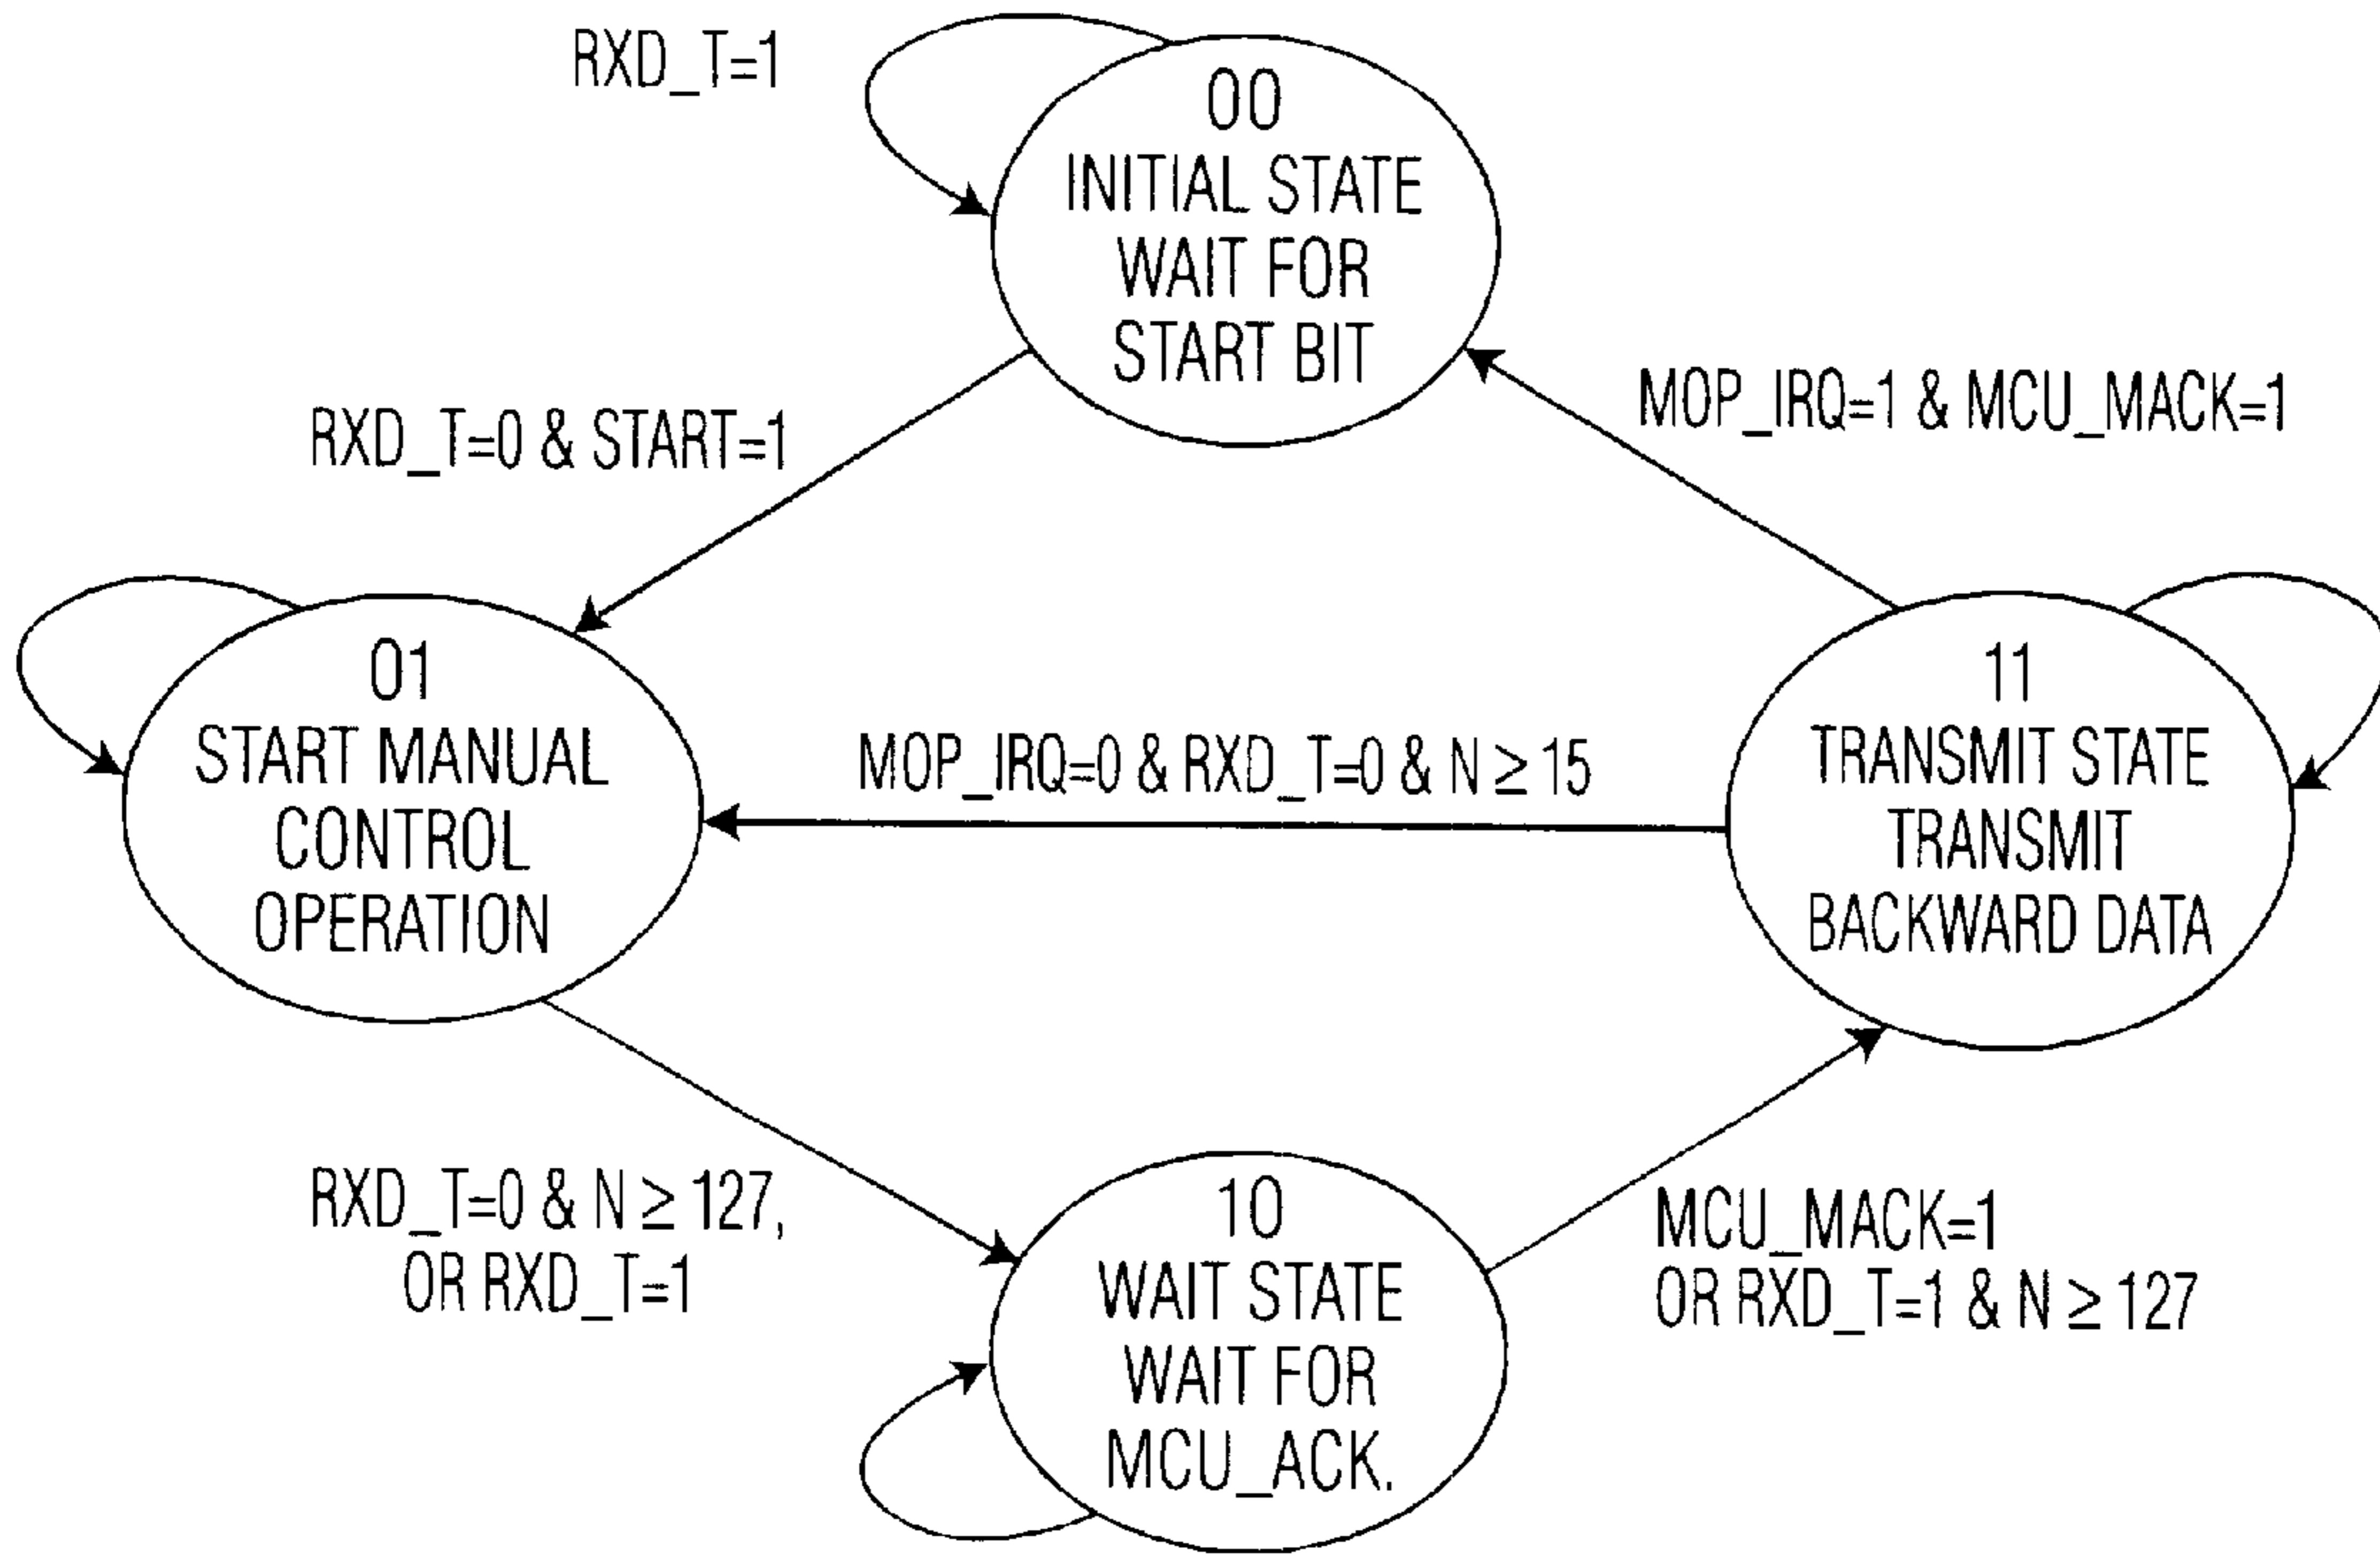 RXD_T=1
00
INITIAL STATE
WAIT FOR
START BIT
RXD_T=0 & START=1
MOP_IRQ=1 & MCU_MACK=1
01
START MANUAL
CONTROL
OPERATION
MOP_IRQ=0 & RXD_T=0 & N ≥ 15
11
TRANSMIT STATE
TRANSMIT
BACKWARD DATA
RXD_T=0 & N ≥ 127,
OR RXD_T=1
10
WAIT STATE
WAIT FOR
MCU_ACK.
MCU_MACK=1
OR RXD_T=1 & N ≥ 127